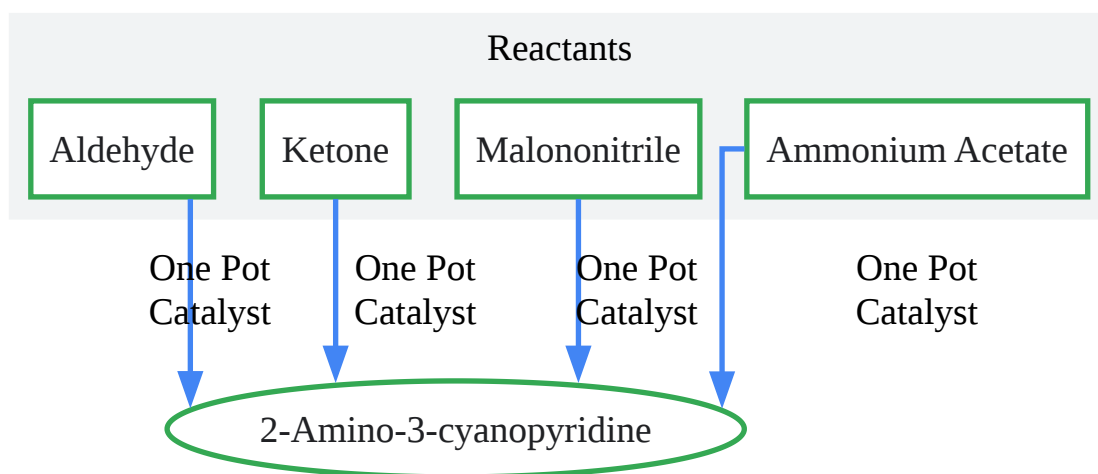 Reactants
Aldehyde
Ketone
Malononitrile
Ammonium Acetate
One Pot
Catalyst
One Pot
Catalyst
One Pot
Catalyst
One Pot
Catalyst
2-Amino-3-cyanopyridine